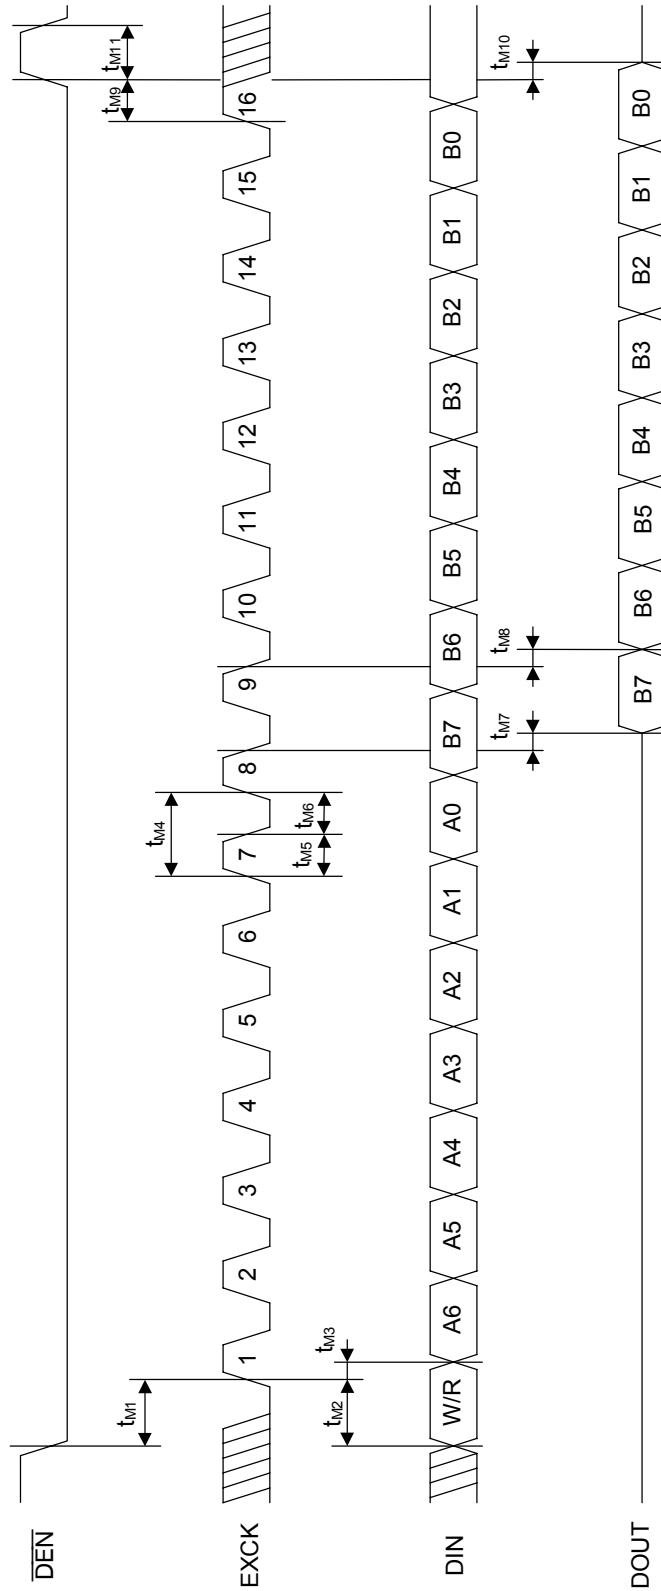 DEN
tM1
tM9
tM11
EXCK
1 2 3 4 5 6 7 8 9 10 11 12 13 14 15 16
tM4
tM5 tM6
tM2 tM3
DIN
W/R A6 A5 A4 A3 A2 A1 A0 B7 B6 B5 B4 B3 B2 B1 B0
tM7 tM8 tM10
DOUT
B7 B6 B5 B4 B3 B2 B1 B0